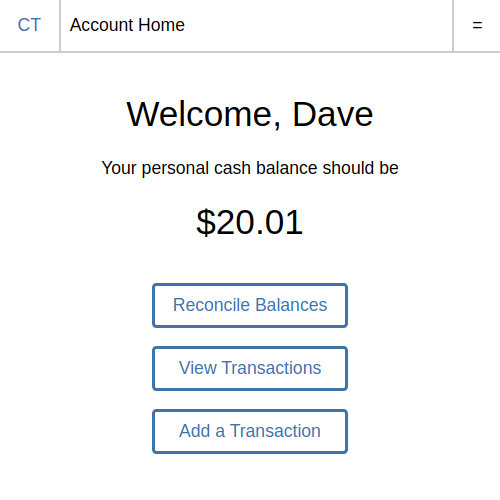 CT
Account Home
=
Welcome, Dave
Your personal cash balance should be
$20.01
Reconcile Balances
View Transactions
Add a Transaction